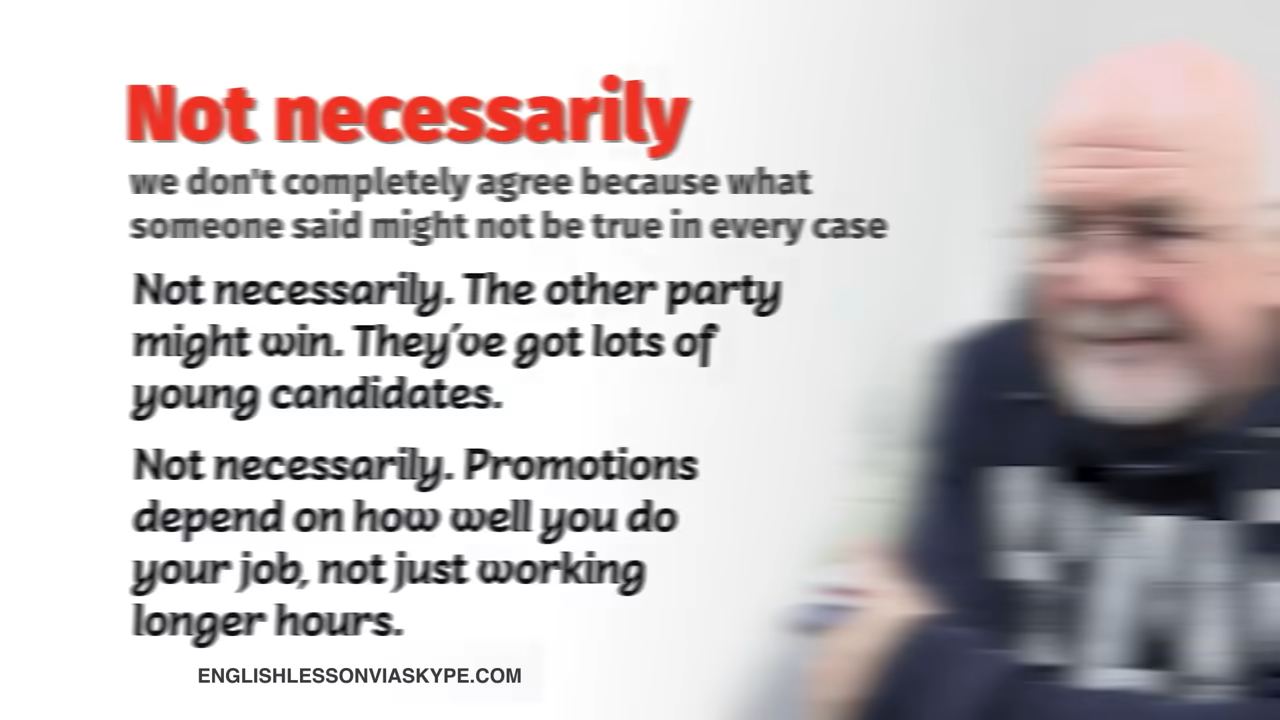 Not necessarily
we don't completely agree because what
someone said might not be true in every case
Not necessarily. The other party
might win. They´ve got lots of
young candidates.
Not necessarily. Promotions
depend on how well you do
your job, not just working
longer hours.
ENGLISHLESSONVIASKYPE.COM